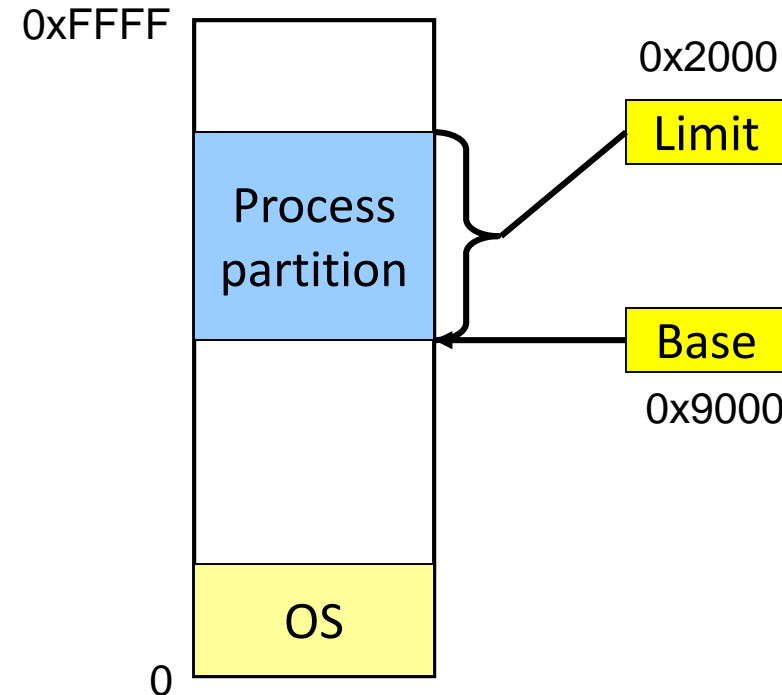 0xFFFF
0x2000
Limit
Process
partition
Base
0x9000
OS
0